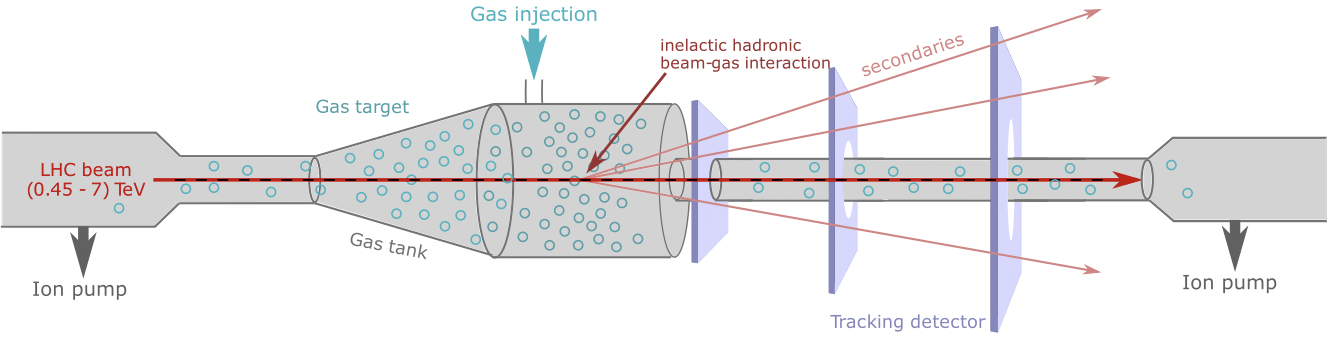 Gas injection
inelactic hadronic
beam-gas interaction
secondaries
Gas target
LHC beam
(0.45 - 7) TeV
Gas tank
Ion pump
Ion pump
Tracking detector